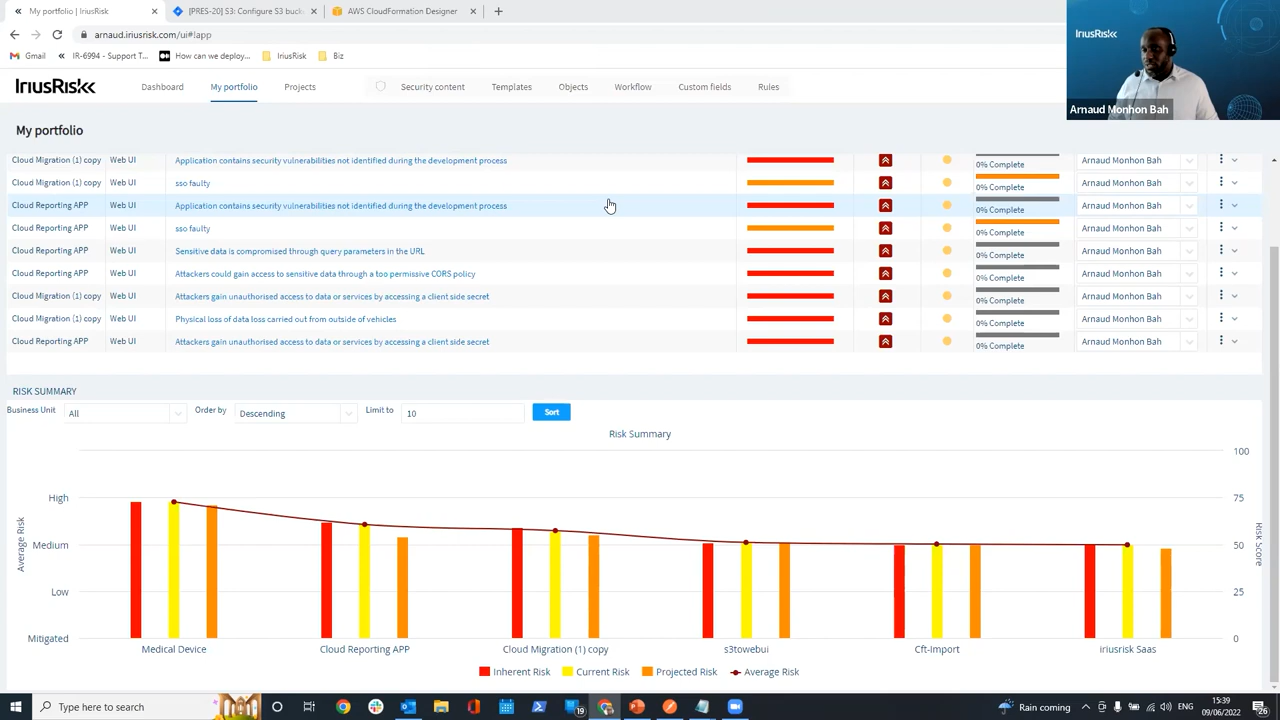 My portfolio | IriusRisk
[PRES-20] S3: Configure S3 buck
AWS CloudFormation Designer
arnaud.iriusrisk.com/ui#!app
Gmail
IR-6994 - Support T...
How can we deploy...
IriusRisk
Biz
IriusRisk
Dashboard
My portfolio
Projects
Security content
Templates
Objects
Workflow
Custom fields
Rules
IriusRisk
Arnaud Monhon Bah
My portfolio
Cloud Migration (1) copy Web UI Application contains security vulnerabilities not identified during the development process 0% Complete Arnaud Monhon Bah
Cloud Migration (1) copy Web UI sso faulty 0% Complete Arnaud Monhon Bah
Cloud Reporting APP Web UI Application contains security vulnerabilities not identified during the development process 0% Complete Arnaud Monhon Bah
Cloud Reporting APP Web UI sso faulty 0% Complete Arnaud Monhon Bah
Cloud Reporting APP Web UI Sensitive data is compromised through query parameters in the URL 0% Complete Arnaud Monhon Bah
Cloud Reporting APP Web UI Attackers could gain access to sensitive data through a too permissive CORS policy 0% Complete Arnaud Monhon Bah
Cloud Migration (1) copy Web UI Attackers gain unauthorised access to data or services by accessing a client side secret 0% Complete Arnaud Monhon Bah
Cloud Migration (1) copy Web UI Physical loss of data loss carried out from outside of vehicles 0% Complete Arnaud Monhon Bah
Cloud Reporting APP Web UI Attackers gain unauthorised access to data or services by accessing a client side secret 0% Complete Arnaud Monhon Bah
RISK SUMMARY
Business Unit All Order by Descending Limit to 10 Sort
Risk Summary
100
High 75
Medium 50
Low 25
Mitigated 0
Average Risk
Risk Score
Medical Device Cloud Reporting APP Cloud Migration (1) copy s3towebui Cft-Import iriusrisk Saas
Inherent Risk Current Risk Projected Risk Average Risk
Type here to search
19
Rain coming
ENG
15:39
09/06/2022
26